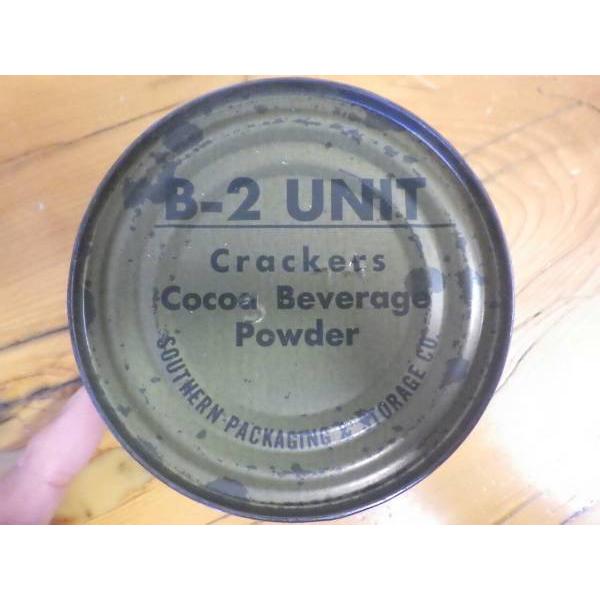 B-2 UNIT
Crackers
Cocoa Beverage
Powder
SOUTHERN PACKAGING & STORAGE CO.